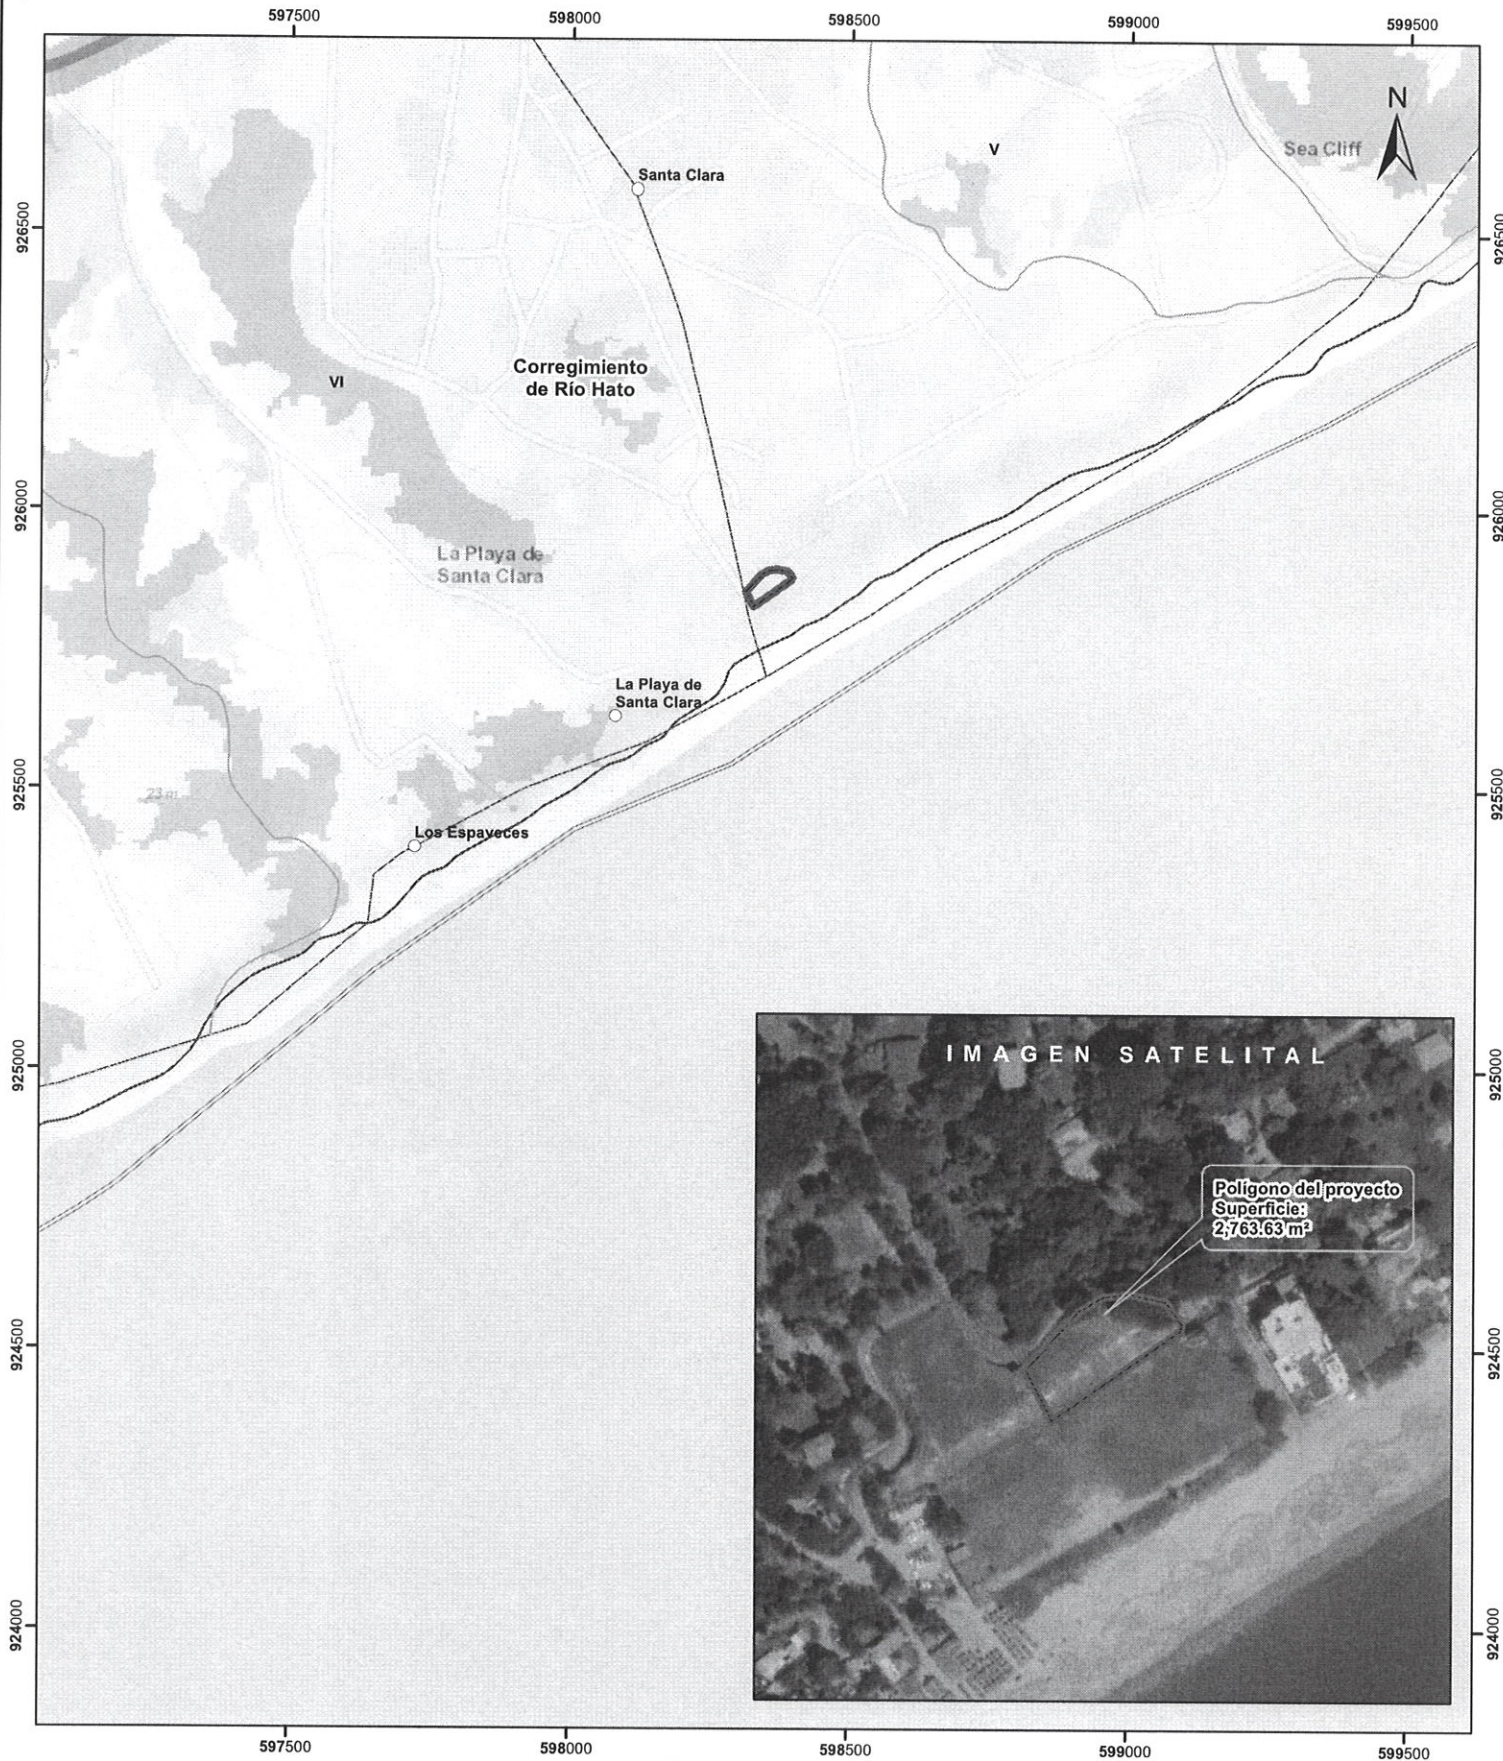 597500 598000 598500 599000 599500
N
Sea Cliff
V
Santa Clara
926500 926500
Corregimiento
de Río Hato
VI
926000 926000
La Playa de
Santa Clara
La Playa de
Santa Clara
925500 925500
23 m
Los Espaveces
925000 925000
IMAGEN SATELITAL
Polígono del proyecto
Superficie:
2,763.63 m²
924500 924500
924000 924000
597500 598000 598500 599000 599500